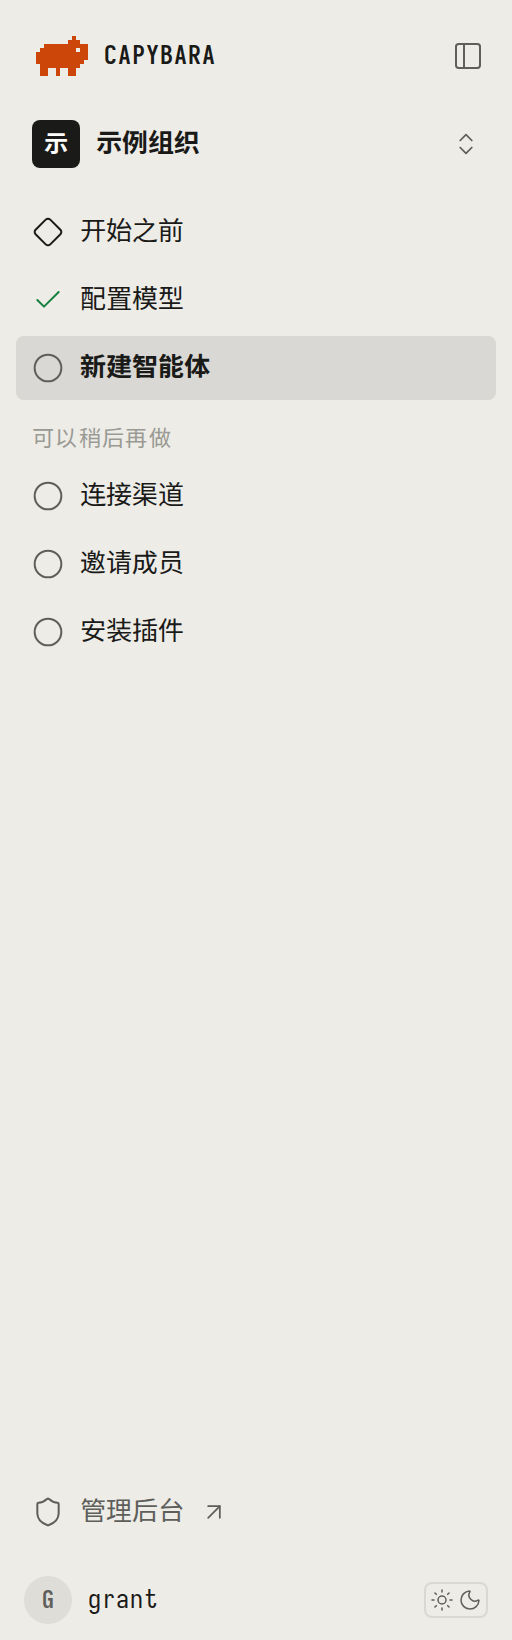 CAPYBARA
示 示例组织
开始之前
配置模型
新建智能体
可以稍后再做
连接渠道
邀请成员
安装插件
管理后台
G grant